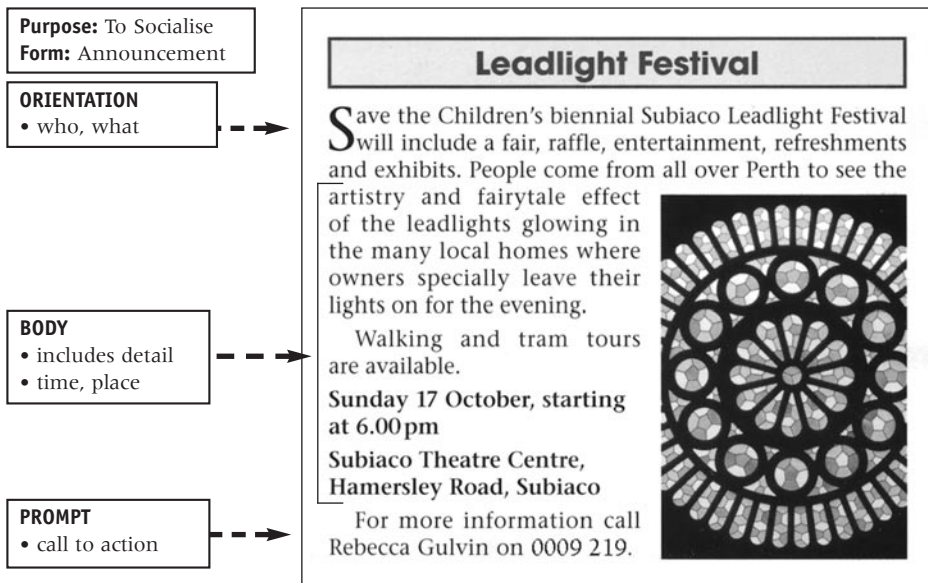 Purpose: To Socialise
Form: Announcement
ORIENTATION
• who, what
BODY
• includes detail
• time, place
PROMPT
• call to action
Leadlight Festival
Save the Children's biennial Subiaco Leadlight Festival
will include a fair, raffle, entertainment, refreshments
and exhibits. People come from all over Perth to see the
artistry and fairytale effect
of the leadlights glowing in
the many local homes where
owners specially leave their
lights on for the evening.
Walking and tram tours
are available.
Sunday 17 October, starting
at 6.00 pm
Subiaco Theatre Centre,
Hamersley Road, Subiaco
For more information call
Rebecca Gulvin on 0009 219.